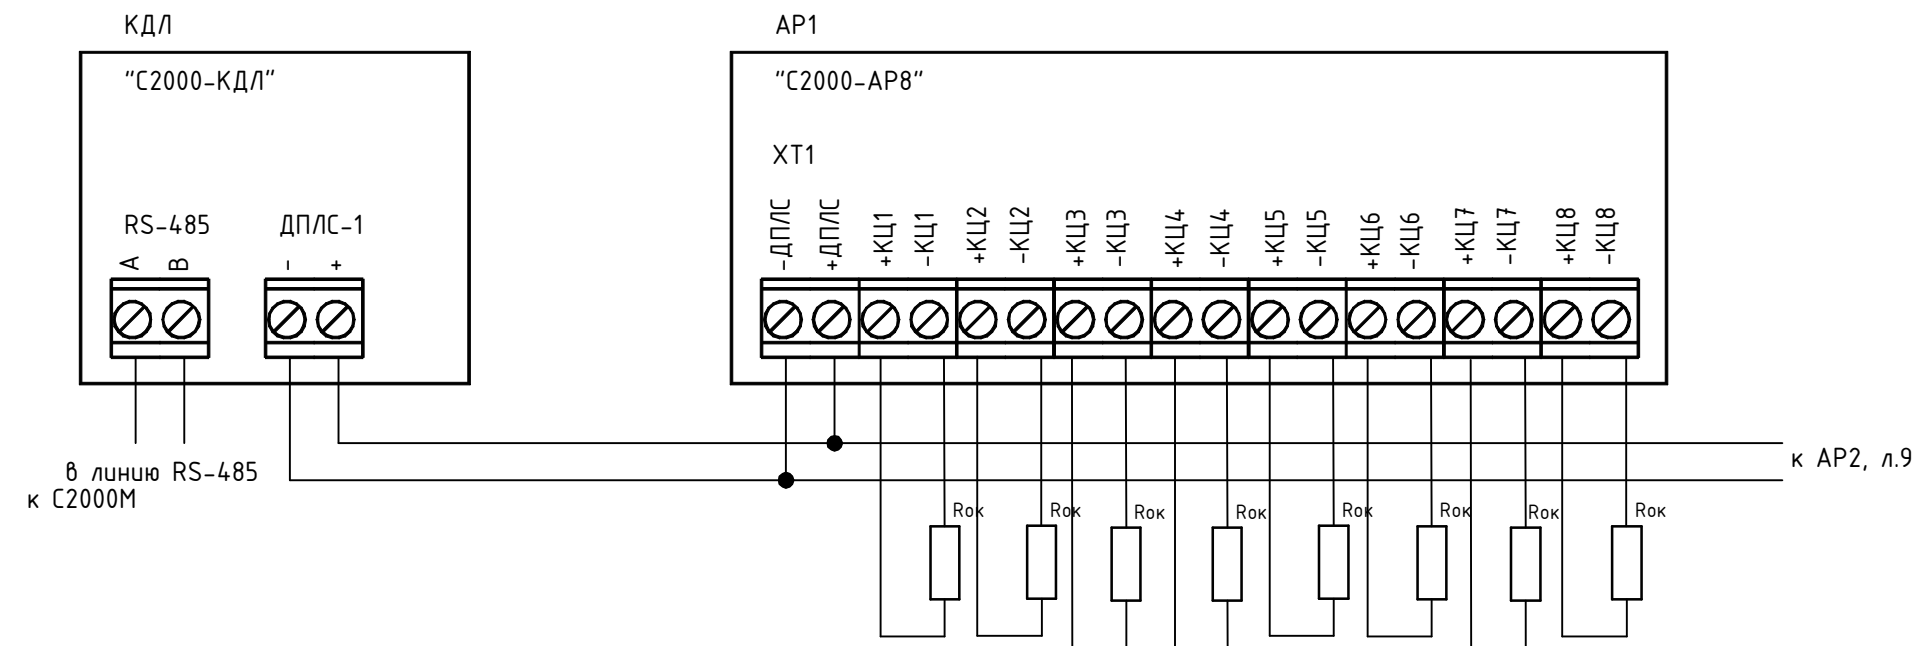 КДЛ
АР1
"С2000-КДЛ"
"С2000-АР8"
ХТ1
RS-485
ДПЛС-1
А
В
-
+
-ДПЛС
+ДПЛС
+КЦ1
-КЦ1
+КЦ2
-КЦ2
+КЦ3
-КЦ3
+КЦ4
-КЦ4
+КЦ5
-КЦ5
+КЦ6
-КЦ6
+КЦ7
-КЦ7
+КЦ8
-КЦ8
в линию RS-485
к С2000М
к АР2, л.9
Rок
Rок
Rок
Rок
Rок
Rок
Rок
Rок